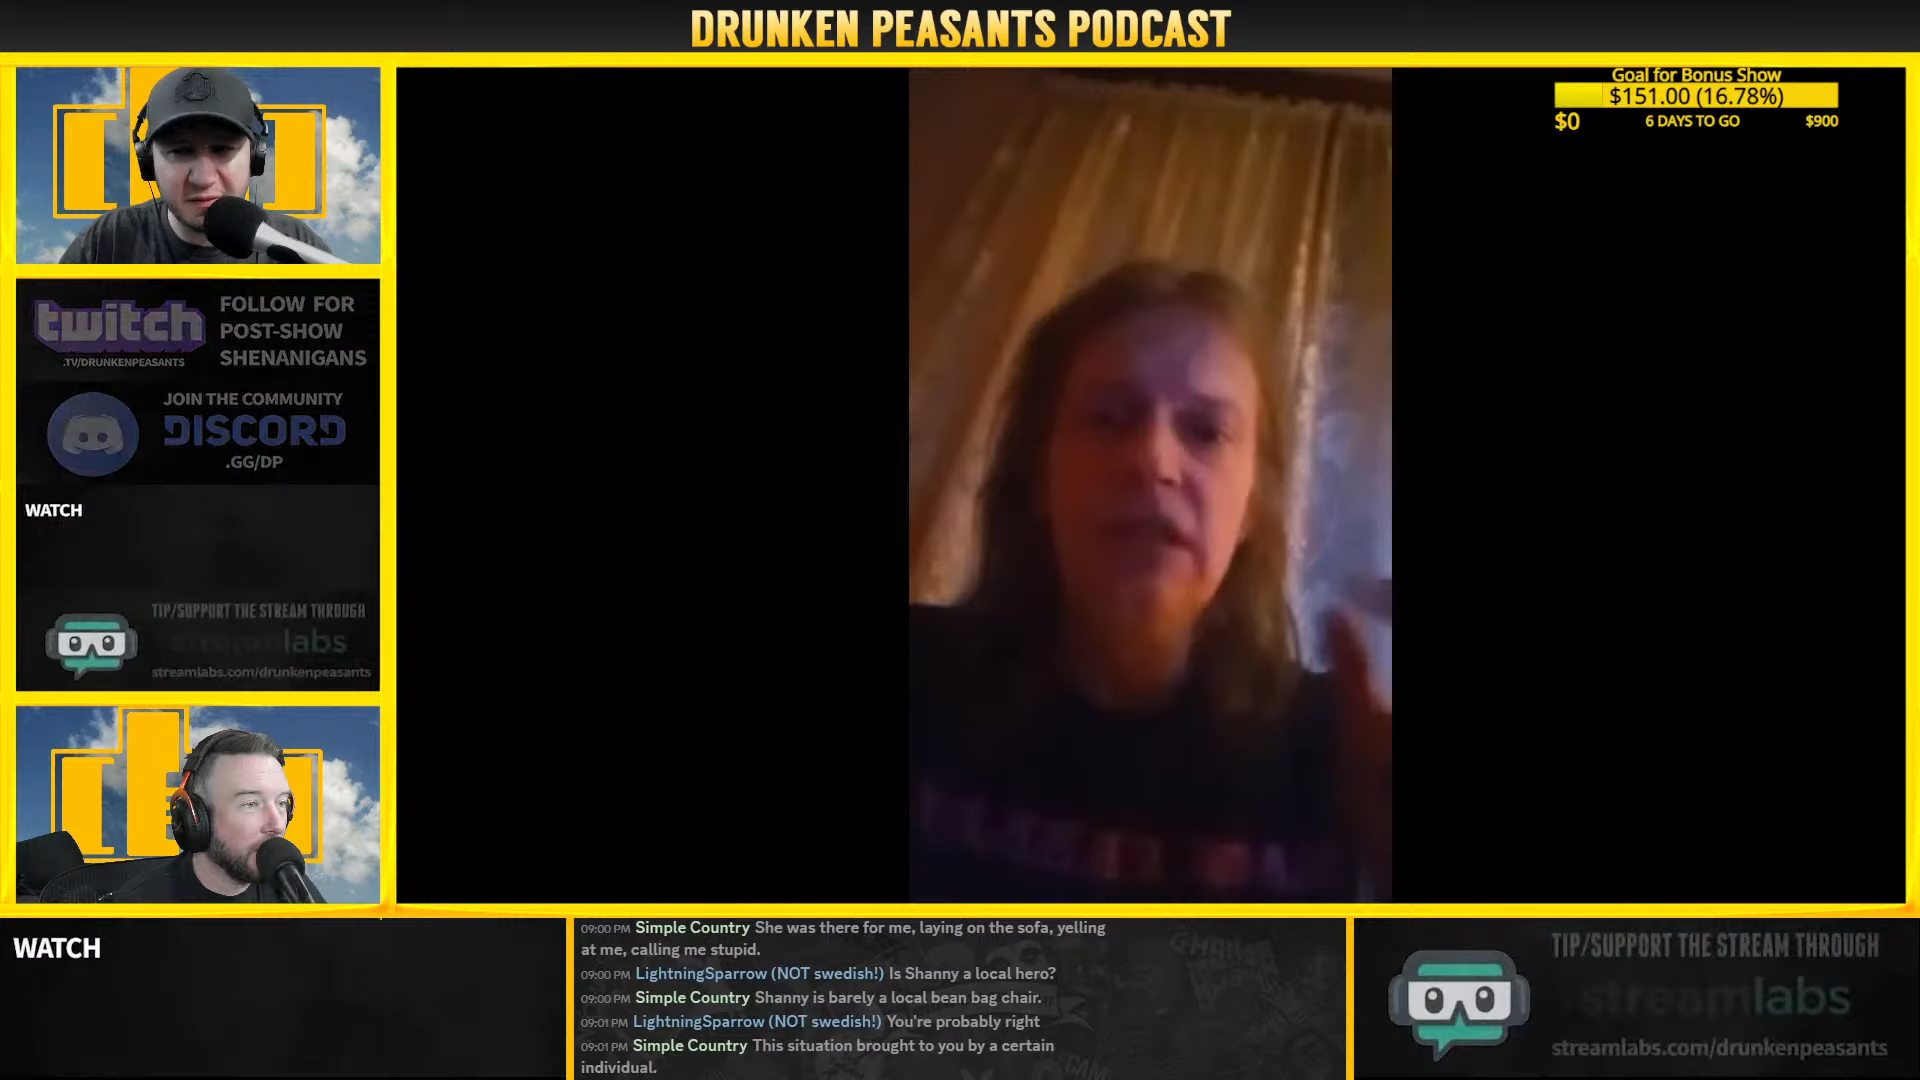 DRUNKEN PEASANTS PODCAST
Goal for Bonus Show
$151.00 (16.78%)
$0
6 DAYS TO GO
$900
twitch
.TV/DRUNKENPEASANTS
FOLLOW FOR
POST-SHOW
SHENANIGANS
JOIN THE COMMUNITY
DISCORD
.GG/DP
WATCH
TIP/SUPPORT THE STREAM THROUGH
streamlabs
streamlabs.com/drunkenpeasants
WATCH
09:00 PM Simple Country She was there for me, laying on the sofa, yelling
at me, calling me stupid.
09:00 PM LightningSparrow (NOT swedish!) Is Shanny a local hero?
09:00 PM Simple Country Shanny is barely a local bean bag chair.
09:01 PM LightningSparrow (NOT swedish!) You're probably right
09:01 PM Simple Country This situation brought to you by a certain
individual.
TIP/SUPPORT THE STREAM THROUGH
streamlabs
streamlabs.com/drunkenpeasants